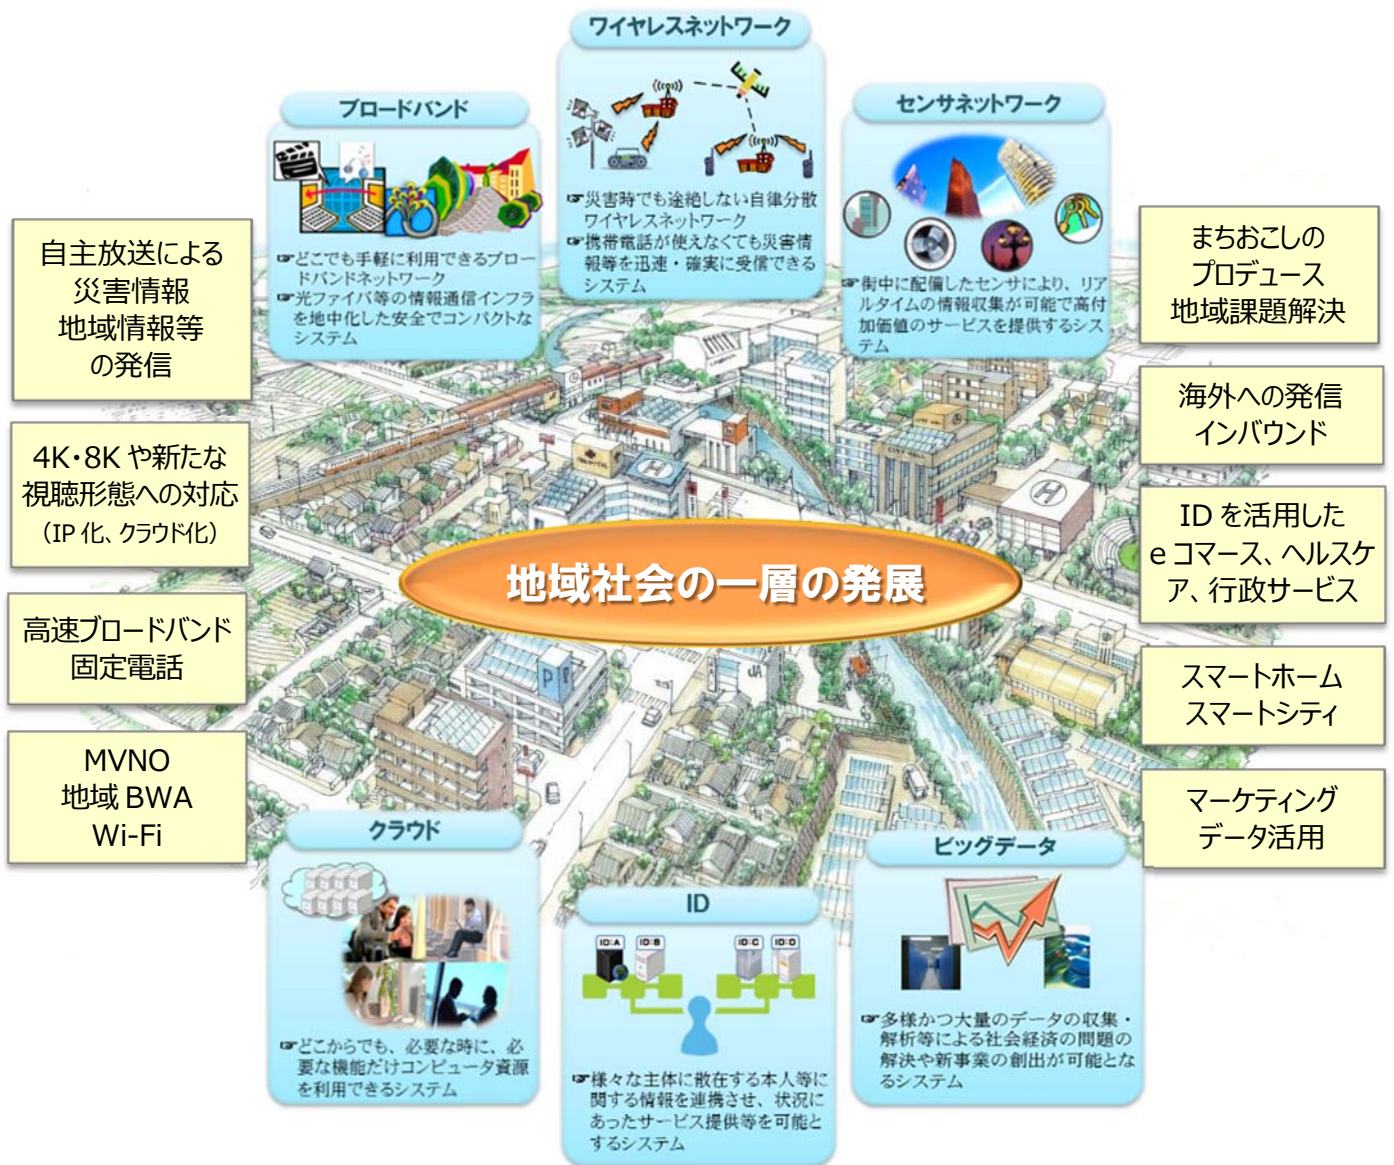 ワイヤレスネットワーク
☞災害時でも途絶しない自律分散
ワイヤレスネットワーク
☞携帯電話が使えなくても災害情
報等を迅速・確実に受信できる
システム
ブロードバンド
☞どこでも手軽に利用できるブロー
ドバンドネットワーク
☞光ファイバ等の情報通信インフラ
を地中化した安全でコンパクトな
システム
センサネットワーク
☞街中に配備したセンサにより、リア
ルタイムの情報収集が可能で高付
加価値のサービスを提供するシス
テム
自主放送による
災害情報
地域情報等
の発信
4K・8Kや新たな
視聴形態への対応
（IP化、クラウド化）
高速ブロードバンド
固定電話
MVNO
地域BWA
Wi-Fi
まちおこしの
プロデュース
地域課題解決
海外への発信
インバウンド
IDを活用した
eコマース、ヘルスケ
ア、行政サービス
スマートホーム
スマートシティ
マーケティング
データ活用
HOSPITAL
H
CITY HALL
H
地域社会の一層の発展
P
JA
クラウド
☞どこからでも、必要な時に、必
要な機能だけコンピュータ資源
を利用できるシステム
ID
ID:A
ID:B
ID:C
ID:D
☞様々な主体に散在する本人等に
関する情報を連携させ、状況に
あったサービス提供等を可能と
するシステム
ビッグデータ
☞多様かつ大量のデータの収集・
解析等による社会経済の問題の
解決や新事業の創出が可能とな
るシステム